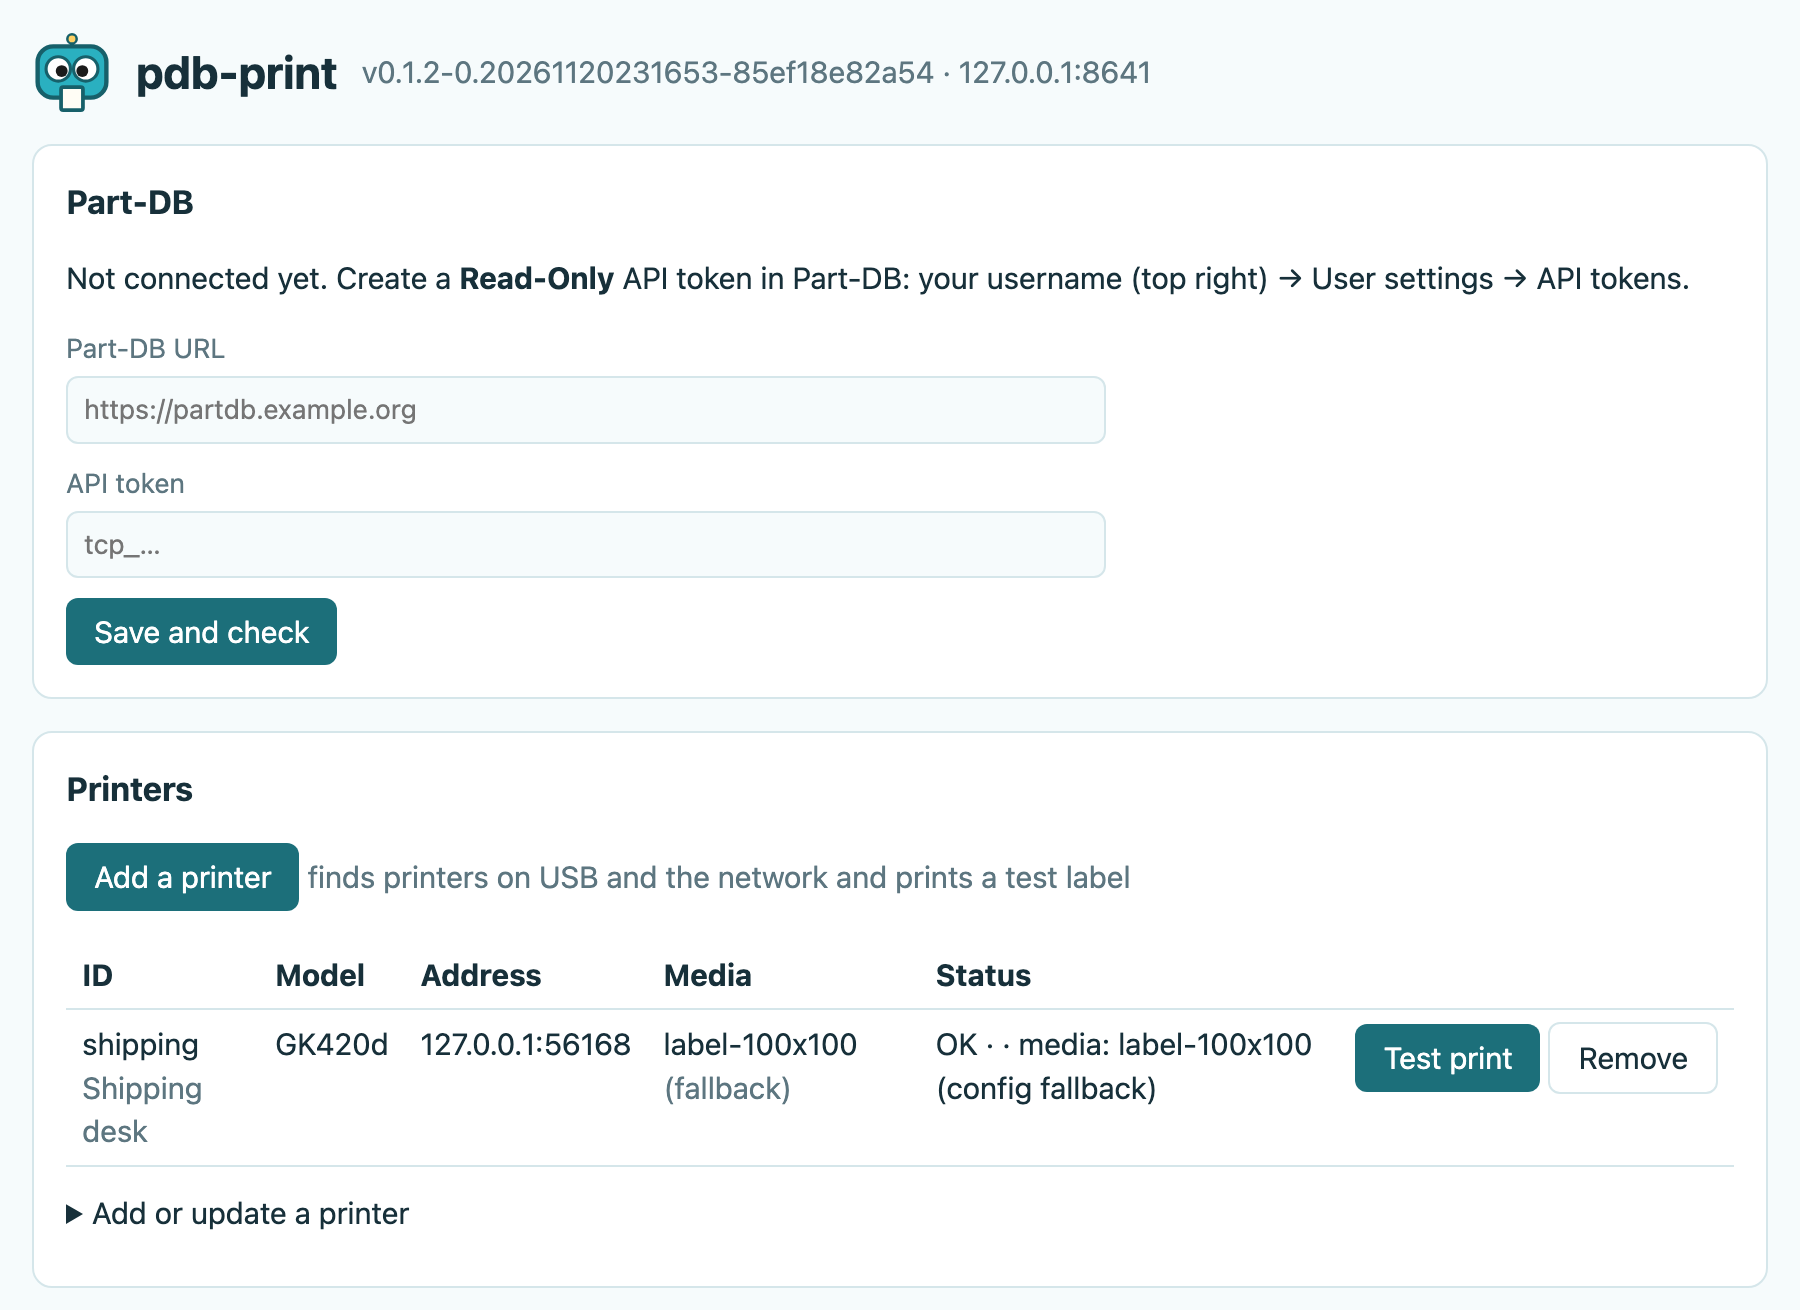 pdb-print v0.1.2-0.20261120231653-85ef18e82a54 · 127.0.0.1:8641
Part-DB
Not connected yet. Create a Read-Only API token in Part-DB: your username (top right) → User settings → API tokens.
Part-DB URL
https://partdb.example.org
API token
tcp_...
Save and check
Printers
Add a printer finds printers on USB and the network and prints a test label
ID Model Address Media Status
shipping GK420d 127.0.0.1:56168 label-100x100 OK · · media: label-100x100 Test print Remove
Shipping (fallback) (config fallback)
desk
▶ Add or update a printer